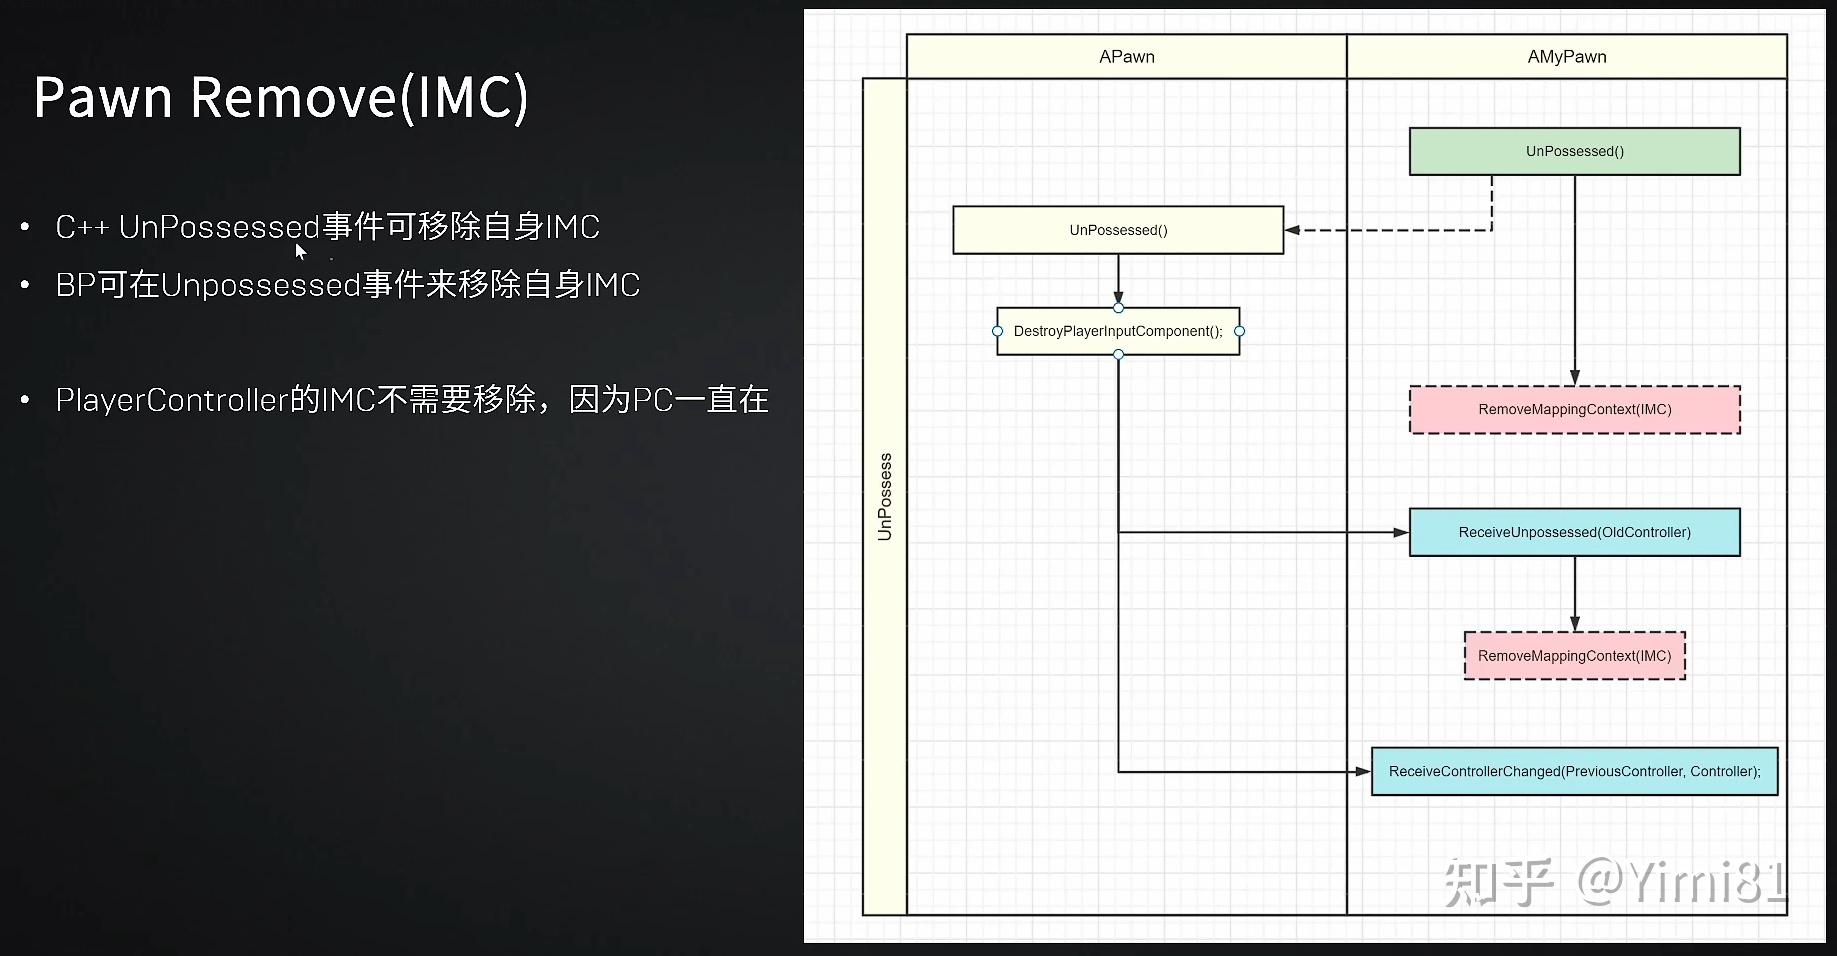 Pawn Remove(IMC)
• C++ UnPossessed事件可移除自身IMC
• BP可在Unpossessed事件来移除自身IMC
• PlayerController的IMC不需要移除，因为PC一直在
APawn
AMyPawn
UnPossess
UnPossessed()
UnPossessed()
DestroyPlayerInputComponent();
RemoveMappingContext(IMC)
ReceiveUnpossessed(OldController)
RemoveMappingContext(IMC)
ReceiveControllerChanged(PreviousController, Controller);
知乎 @Yimi81